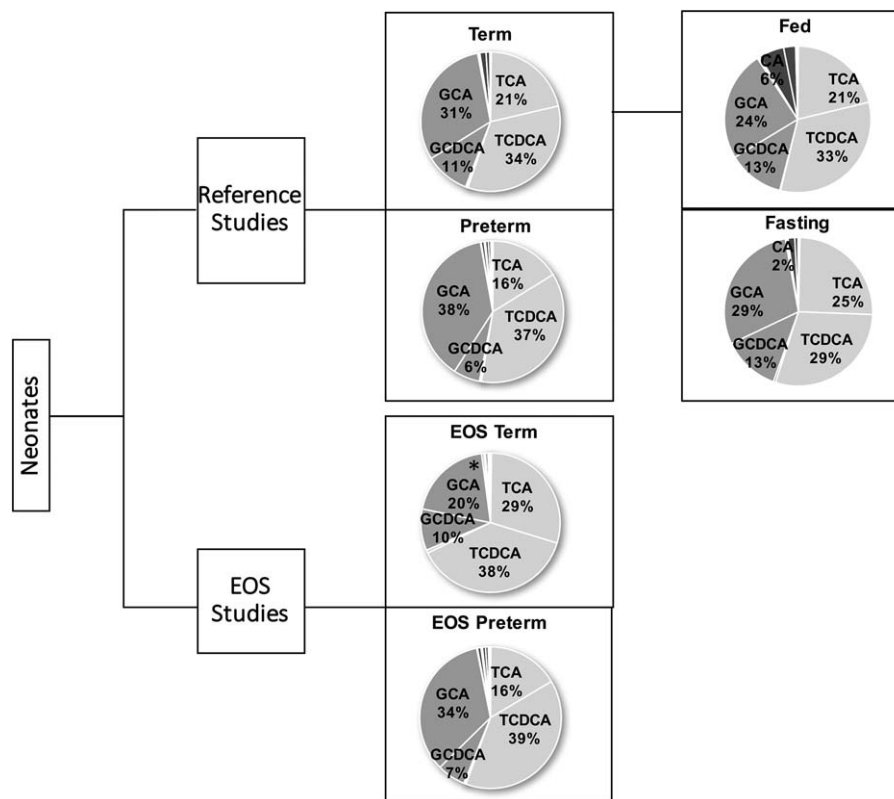 Neonates
Reference
Studies
EOS
Studies
Term
TCA
21%
TCDCA
34%
GCDCA
11%
GCA
31%
Preterm
TCA
16%
TCDCA
37%
GCDCA
6%
GCA
38%
Fed
CA
6%
TCA
21%
TCDCA
33%
GCDCA
13%
GCA
24%
Fasting
CA
2%
TCA
25%
TCDCA
29%
GCDCA
13%
GCA
29%
EOS Term
*
GCA
20%
TCA
29%
GCDCA
10%
TCDCA
38%
EOS Preterm
TCA
16%
TCDCA
39%
GCDCA
7%
GCA
34%